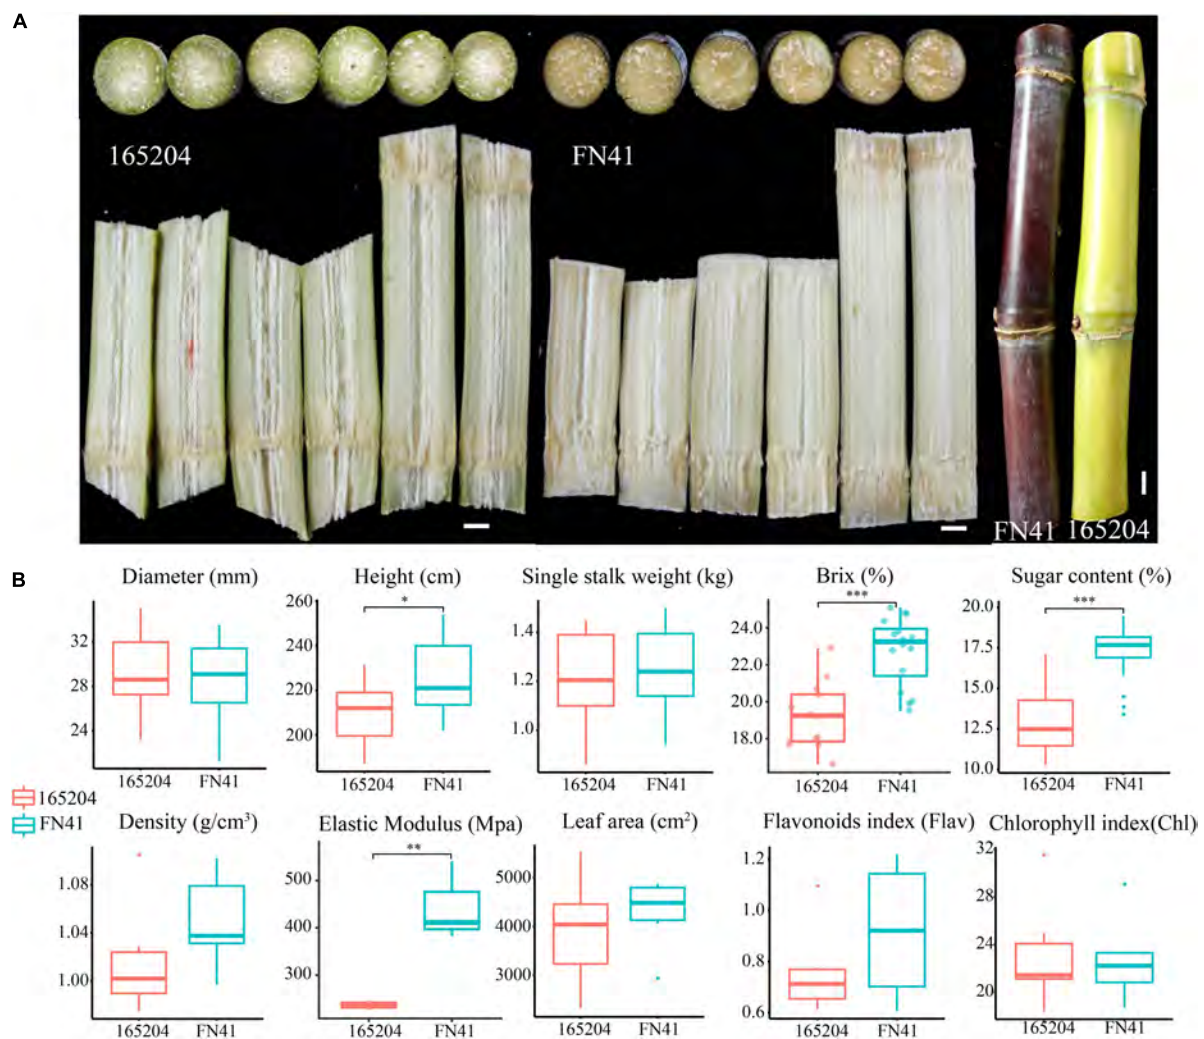 A
165204
FN41
FN41 165204
B
Diameter (mm)
32
28
24
165204 FN41
Height (cm)
260
240
220
200
*
165204 FN41
Single stalk weight (kg)
1.4
1.2
1.0
165204 FN41
Brix (%)
24.0
22.0
20.0
18.0
***
165204 FN41
Sugar content (%)
20.0
17.5
15.0
12.5
10.0
***
165204 FN41
165204
FN41
Density (g/cm³)
1.08
1.04
1.00
165204 FN41
Elastic Modulus (Mpa)
500
400
300
**
165204 FN41
Leaf area (cm²)
5000
4000
3000
165204 FN41
Flavonoids index (Flav)
1.2
1.0
0.8
0.6
165204 FN41
Chlorophyll index(Chl)
32
28
24
20
165204 FN41